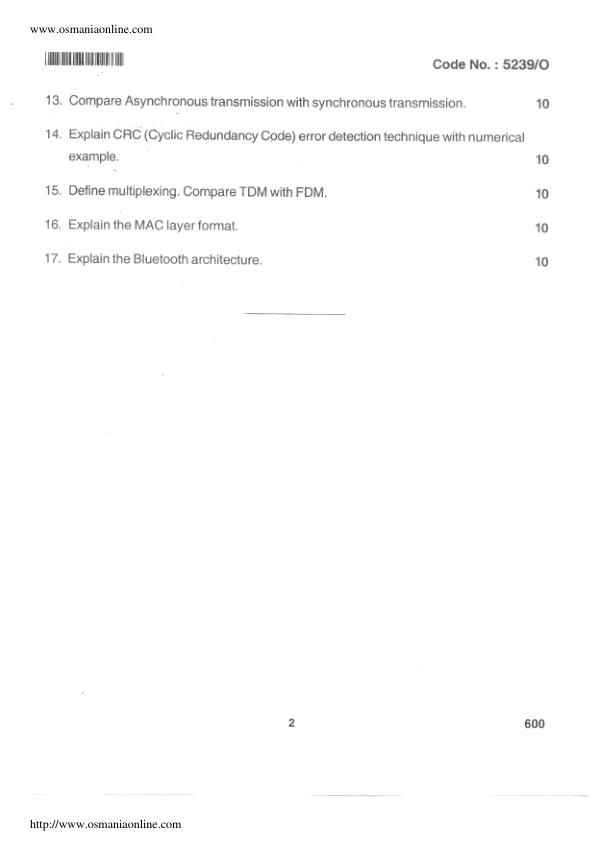 www.osmaniaonline.com
Code No. : 5239/O
13. Compare Asynchronous transmission with synchronous transmission. 10
14. Explain CRC (Cyclic Redundancy Code) error detection technique with numerical
example. 10
15. Define multiplexing. Compare TDM with FDM. 10
16. Explain the MAC layer format. 10
17. Explain the Bluetooth architecture. 10
2 600
http://www.osmaniaonline.com